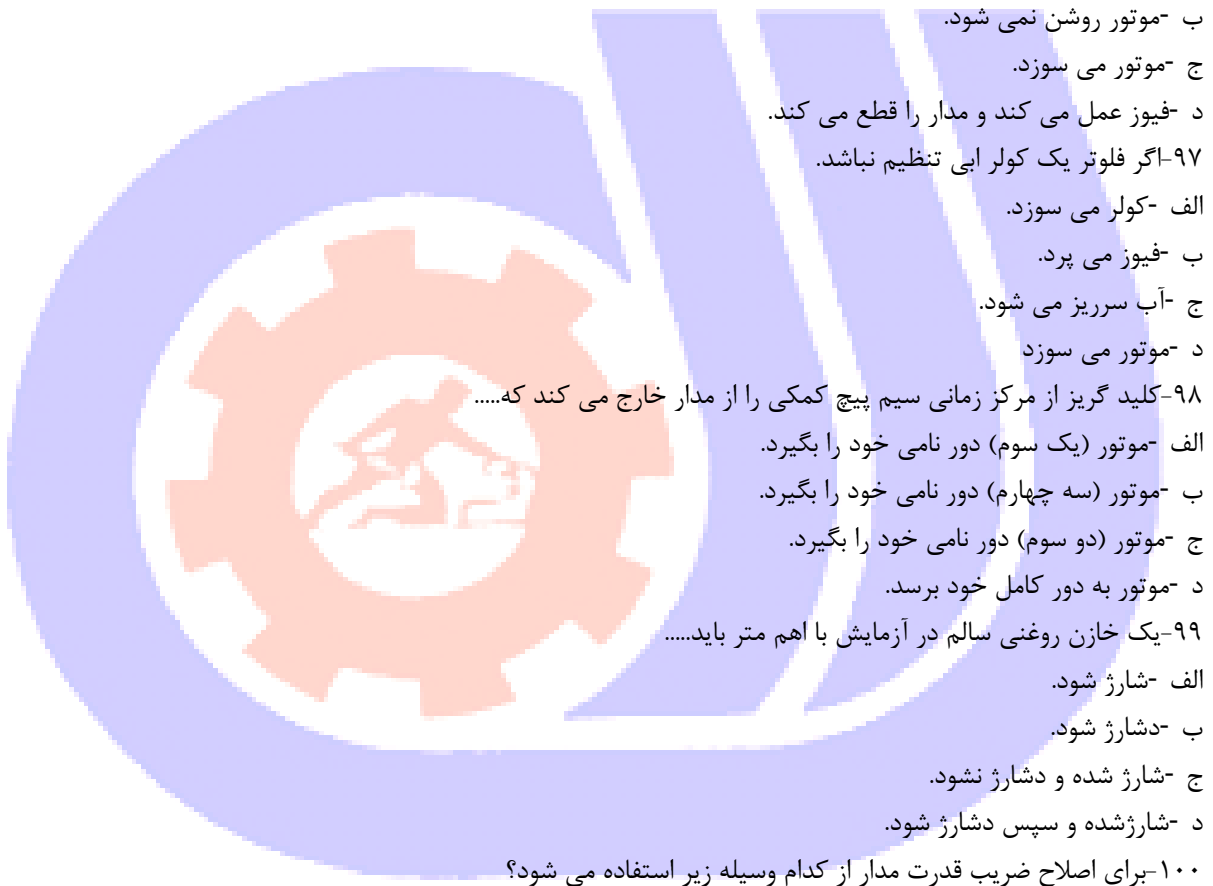 ب -موتور روشن نمی شود.
ج -موتور می سوزد.
د -فیوز عمل می کند و مدار را قطع می کند.
۹۷-اگر فلوتر یک کولر ابی تنظیم نباشد.
الف -کولر می سوزد.
ب -فیوز می پرد.
ج -آب سرریز می شود.
د -موتور می سوزد
۹۸-کلید گریز از مرکز زمانی سیم پیچ کمکی را از مدار خارج می کند که.....
الف -موتور (یک سوم) دور نامی خود را بگیرد.
ب -موتور (سه چهارم) دور نامی خود را بگیرد.
ج -موتور (دو سوم) دور نامی خود را بگیرد.
د -موتور به دور کامل خود برسد.
۹۹-یک خازن روغنی سالم در آزمایش با اهم متر باید.....
الف -شارژ شود.
ب -دشارژ شود.
ج -شارژ شده و دشارژ نشود.
د -شارژشده و سپس دشارژ شود.
۱۰۰-برای اصلاح ضریب قدرت مدار از کدام وسیله زیر استفاده می شود؟